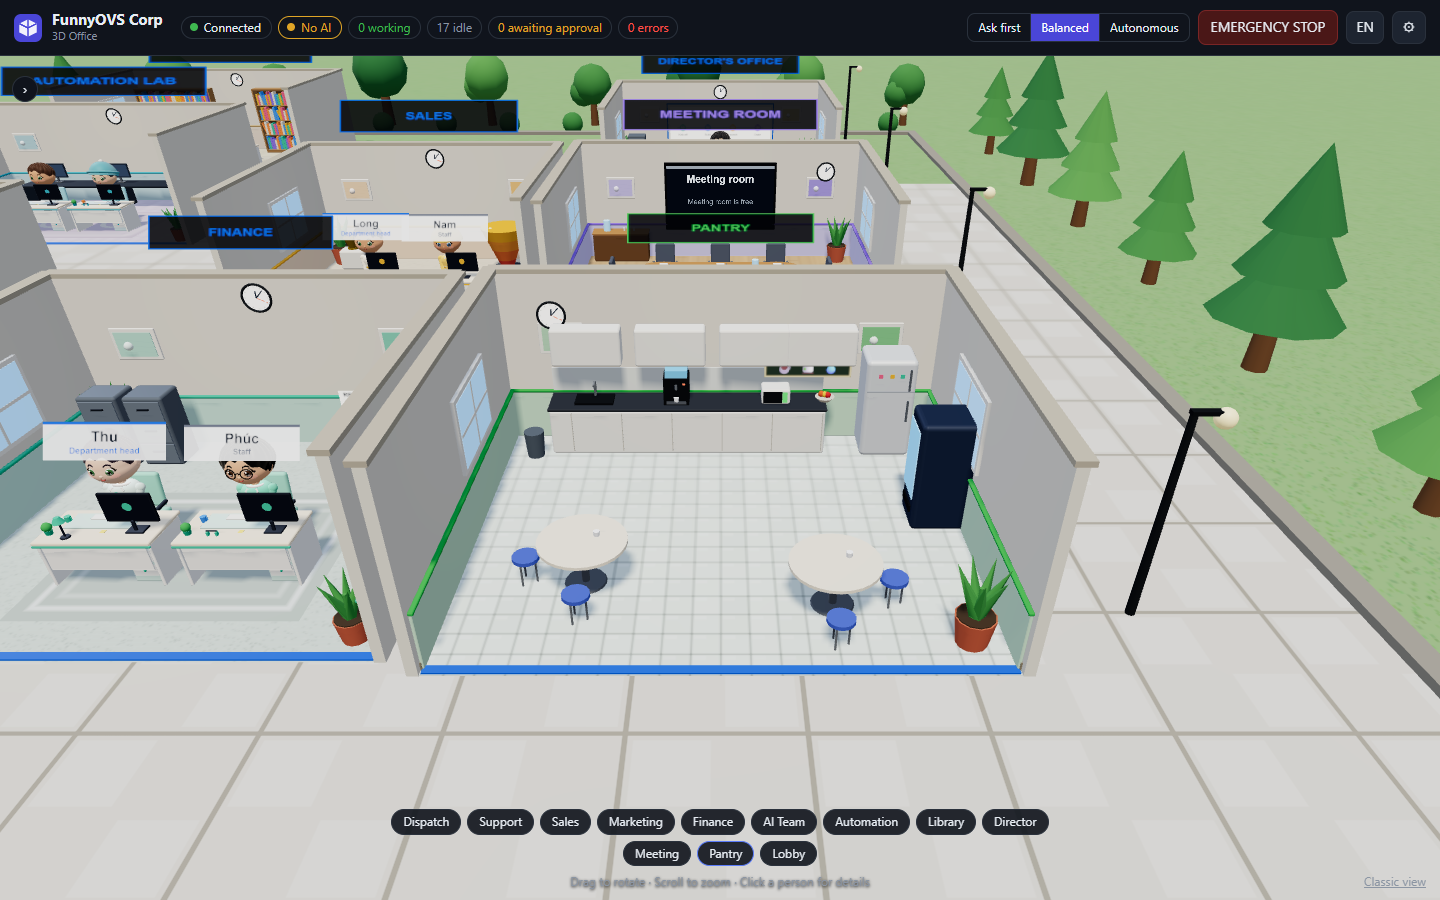 FunnyOVS Corp
3D Office
Connected
No AI
0 working
17 idle
0 awaiting approval
0 errors
Ask first
Balanced
Autonomous
EMERGENCY STOP
EN
AUTOMATION LAB
DIRECTOR'S OFFICE
SALES
MEETING ROOM
Meeting room
Meeting room is free
FINANCE
Long
Department head
Nam
PANTRY
Thu
Department head
Phúc
Staff
Dispatch
Support
Sales
Marketing
Finance
AI Team
Automation
Library
Director
Meeting
Pantry
Lobby
Drag to rotate · Scroll to zoom · Click a person for details
Classic view